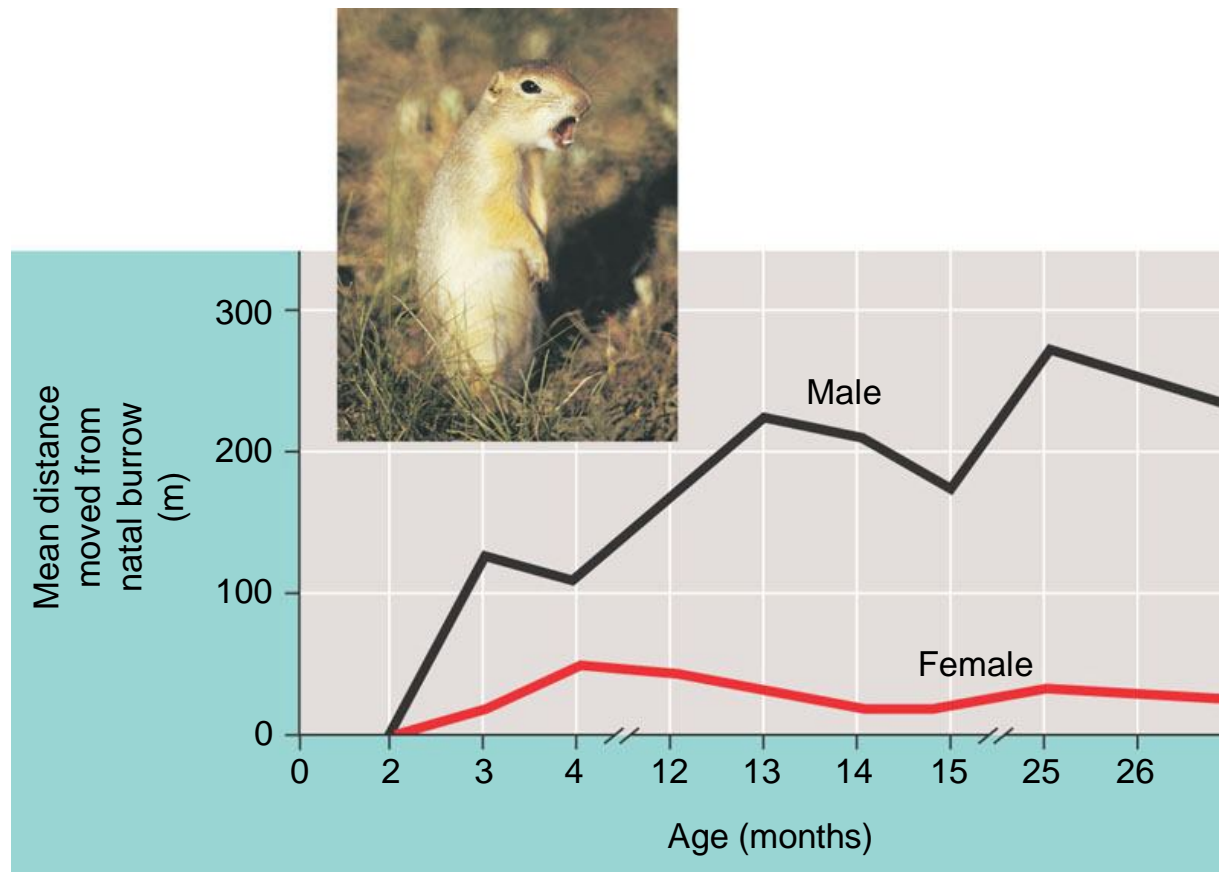 Mean distance
moved from
natal burrow
(m)
300
200
100
0
Male
Female
0 2 3 4 12 13 14 15 25 26
Age (months)